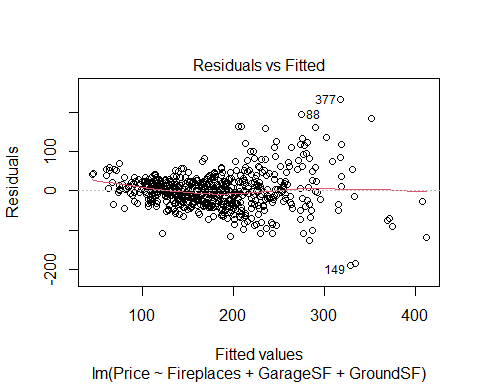 Residuals vs Fitted
377
88
149
Residuals
-200
0
100
100
200
300
400
Fitted values
lm(Price ~ Fireplaces + GarageSF + GroundSF)